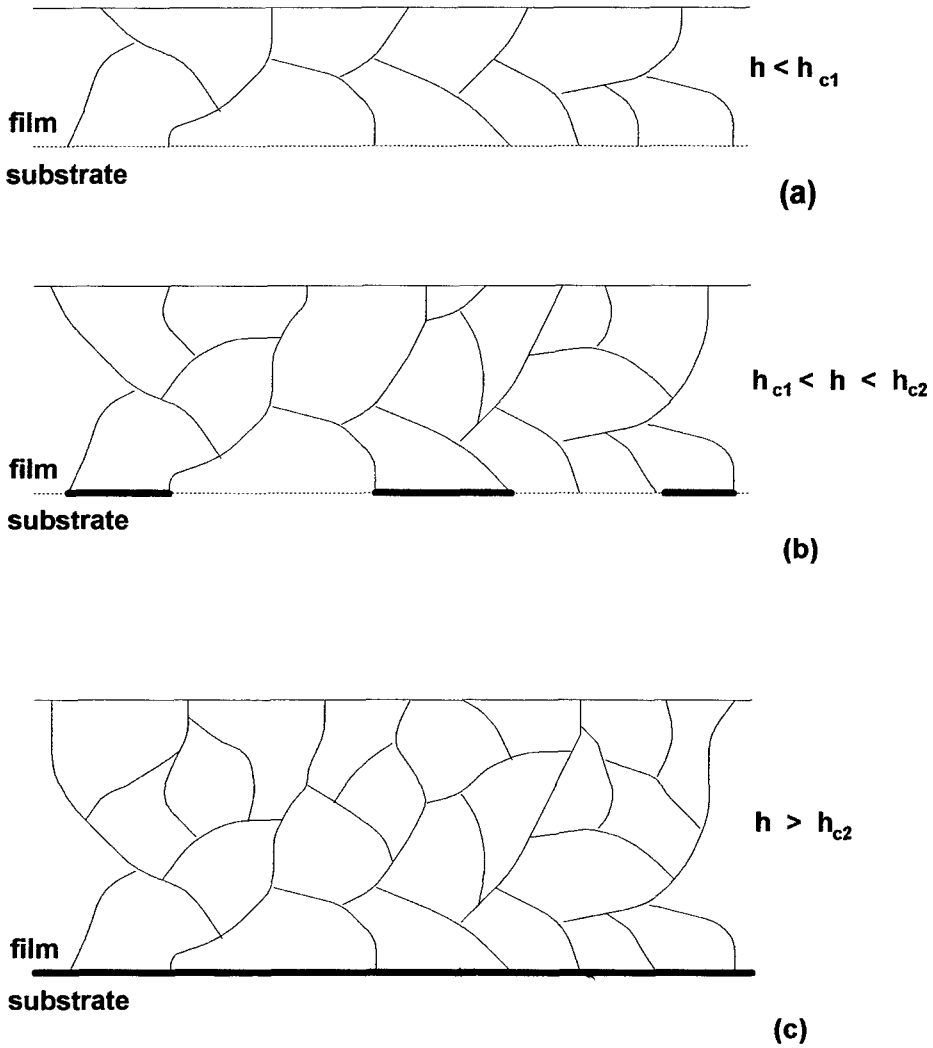 h < h c1
film
substrate
(a)
h c1 < h < h c2
film
substrate
(b)
h > h c2
film
substrate
(c)